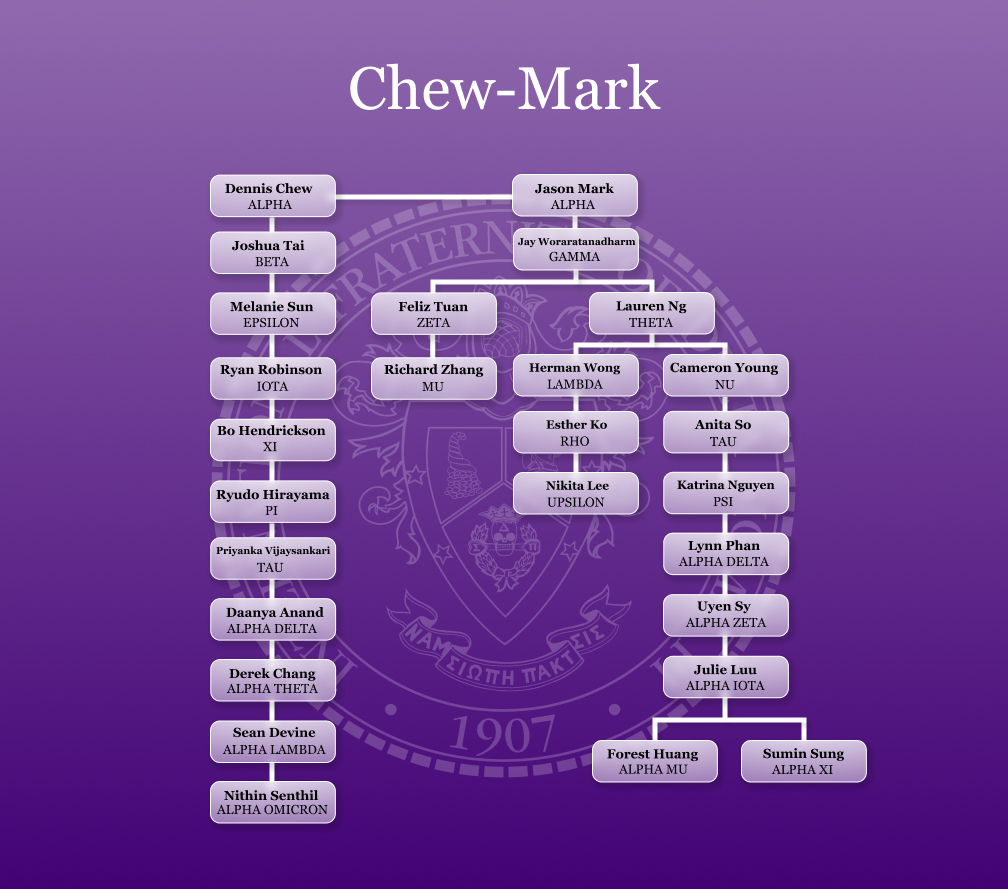 Chew-Mark
Dennis Chew
ALPHA
Jason Mark
ALPHA
Joshua Tai
BETA
Jay Woraratanadharm
GAMMA
Melanie Sun
EPSILON
Feliz Tuan
ZETA
Lauren Ng
THETA
Ryan Robinson
IOTA
Richard Zhang
MU
Herman Wong
LAMBDA
Cameron Young
NU
Bo Hendrickson
XI
Esther Ko
RHO
Anita So
TAU
Ryudo Hirayama
PI
Nikita Lee
UPSILON
Katrina Nguyen
PSI
Priyanka Vijaysankari
TAU
Lynn Phan
ALPHA DELTA
Daanya Anand
ALPHA DELTA
Uyen Sy
ALPHA ZETA
Derek Chang
ALPHA THETA
Julie Luu
ALPHA IOTA
Sean Devine
ALPHA LAMBDA
Forest Huang
ALPHA MU
Sumin Sung
ALPHA XI
Nithin Senthil
ALPHA OMICRON
ΣΙΩΠΗ ΠΑΚΤΣΙΣ
1907